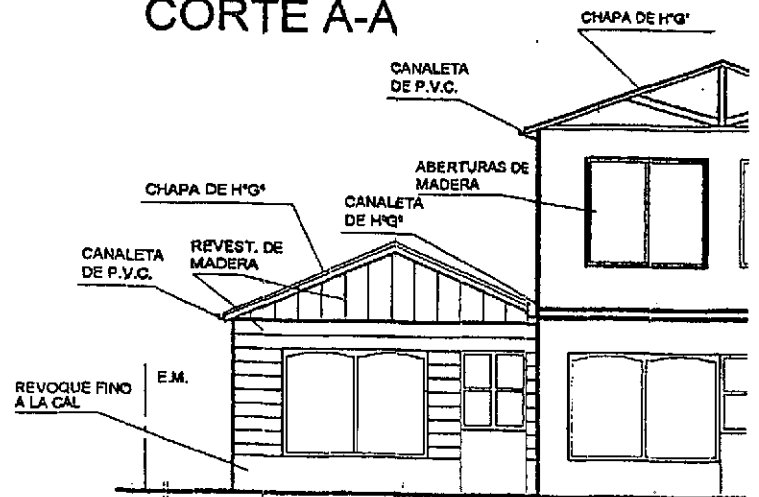 CORTE A-A
CHAPA DE H°G°
CANALETA
DE P.V.C.
ABERTURAS DE
MADERA
CHAPA DE H°G°
CANALETA
DE H°G°
CANALETA
DE P.V.C.
REVEST. DE
MADERA
E.M.
REVOQUE FINO
A LA CAL